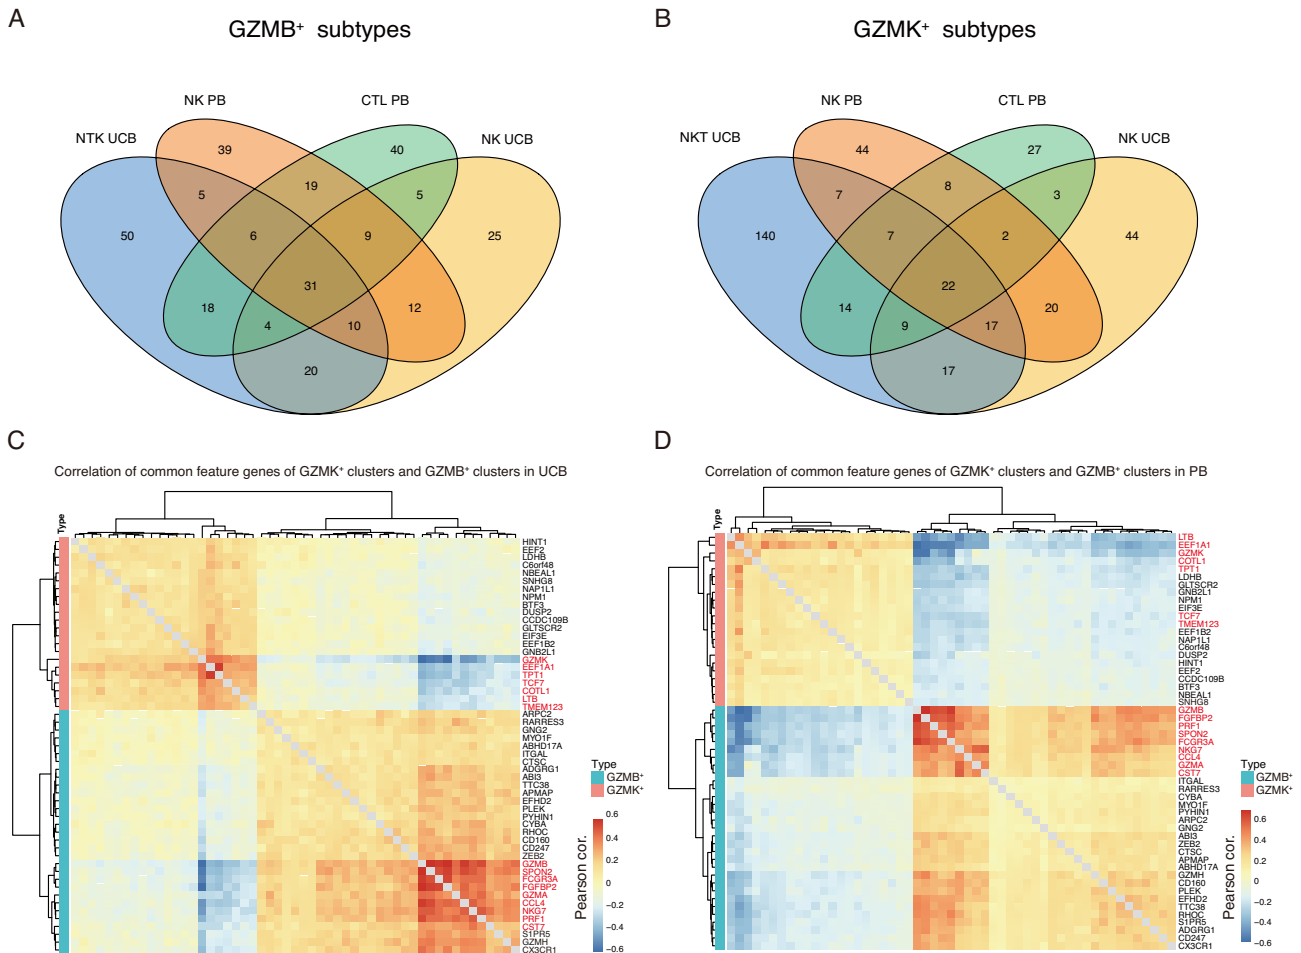 A
GZMB+ subtypes
NTK UCB
NK PB
CTL PB
NK UCB
39
40
5
19
5
50
6
9
25
31
18
4
10
12
20
B
GZMK+ subtypes
NKT UCB
NK PB
CTL PB
NK UCB
44
27
7
8
3
140
7
2
44
22
14
9
17
20
17
C
Correlation of common feature genes of GZMK+ clusters and GZMB+ clusters in UCB
Type
HINT1
EEF2
LDHB
C6orf48
NBEAL1
SNHG8
NAP1L1
NPM1
BTF3
DUSP2
CCDC109B
GLTSCR2
EIF3E
EEF1B2
GNB2L1
GZMK
EEF1A1
TPT1
TCF7
COTL1
LTB
TMEM123
ARPC2
RARRES3
GNG2
MYO1F
ABHD17A
ITGAL
CTSC
ADGRG1
ABI3
TTC38
APMAP
EFHD2
PLEK
PYHIN1
CYBA
RHOC
CD160
CD247
ZEB2
GZMB
SPON2
FCGR3A
FGFBP2
GZMA
CCL4
NKG7
PRF1
CST7
S1PR5
GZMH
CX3CR1
Type
GZMB+
GZMK+
Pearson cor.
0.6
0.4
0.2
0
−0.2
−0.4
−0.6
D
Correlation of common feature genes of GZMK+ clusters and GZMB+ clusters in PB
Type
LTB
EEF1A1
GZMK
COTL1
TPT1
LDHB
GLTSCR2
GNB2L1
NPM1
EIF3E
TCF7
TMEM123
EEF1B2
NAP1L1
C6orf48
DUSP2
HINT1
EEF2
CCDC109B
BTF3
NBEAL1
SNHG8
GZMB
FGFBP2
PRF1
SPON2
FCGR3A
NKG7
CCL4
GZMA
CST7
ITGAL
RARRES3
CYBA
MYO1F
PYHIN1
ARPC2
GNG2
ABI3
ZEB2
CTSC
APMAP
ABHD17A
GZMH
CD160
PLEK
EFHD2
TTC38
RHOC
S1PR5
ADGRG1
CD247
CX3CR1
Type
GZMB+
GZMK+
Pearson cor.
0.6
0.4
0.2
0
−0.2
−0.4
−0.6